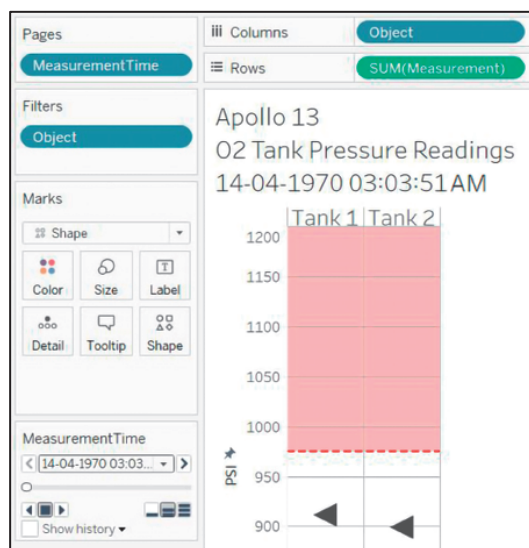 Pages
MeasurementTime
Filters
Object
Marks
Shape
Color Size Label
Detail Tooltip Shape
MeasurementTime
14-04-1970 03:03...
Show history
Columns Object
Rows SUM(Measurement)
Apollo 13
O2 Tank Pressure Readings
14-04-1970 03:03:51 AM
Tank 1 Tank 2
1200
1150
1100
1050
1000
950
900
PSI